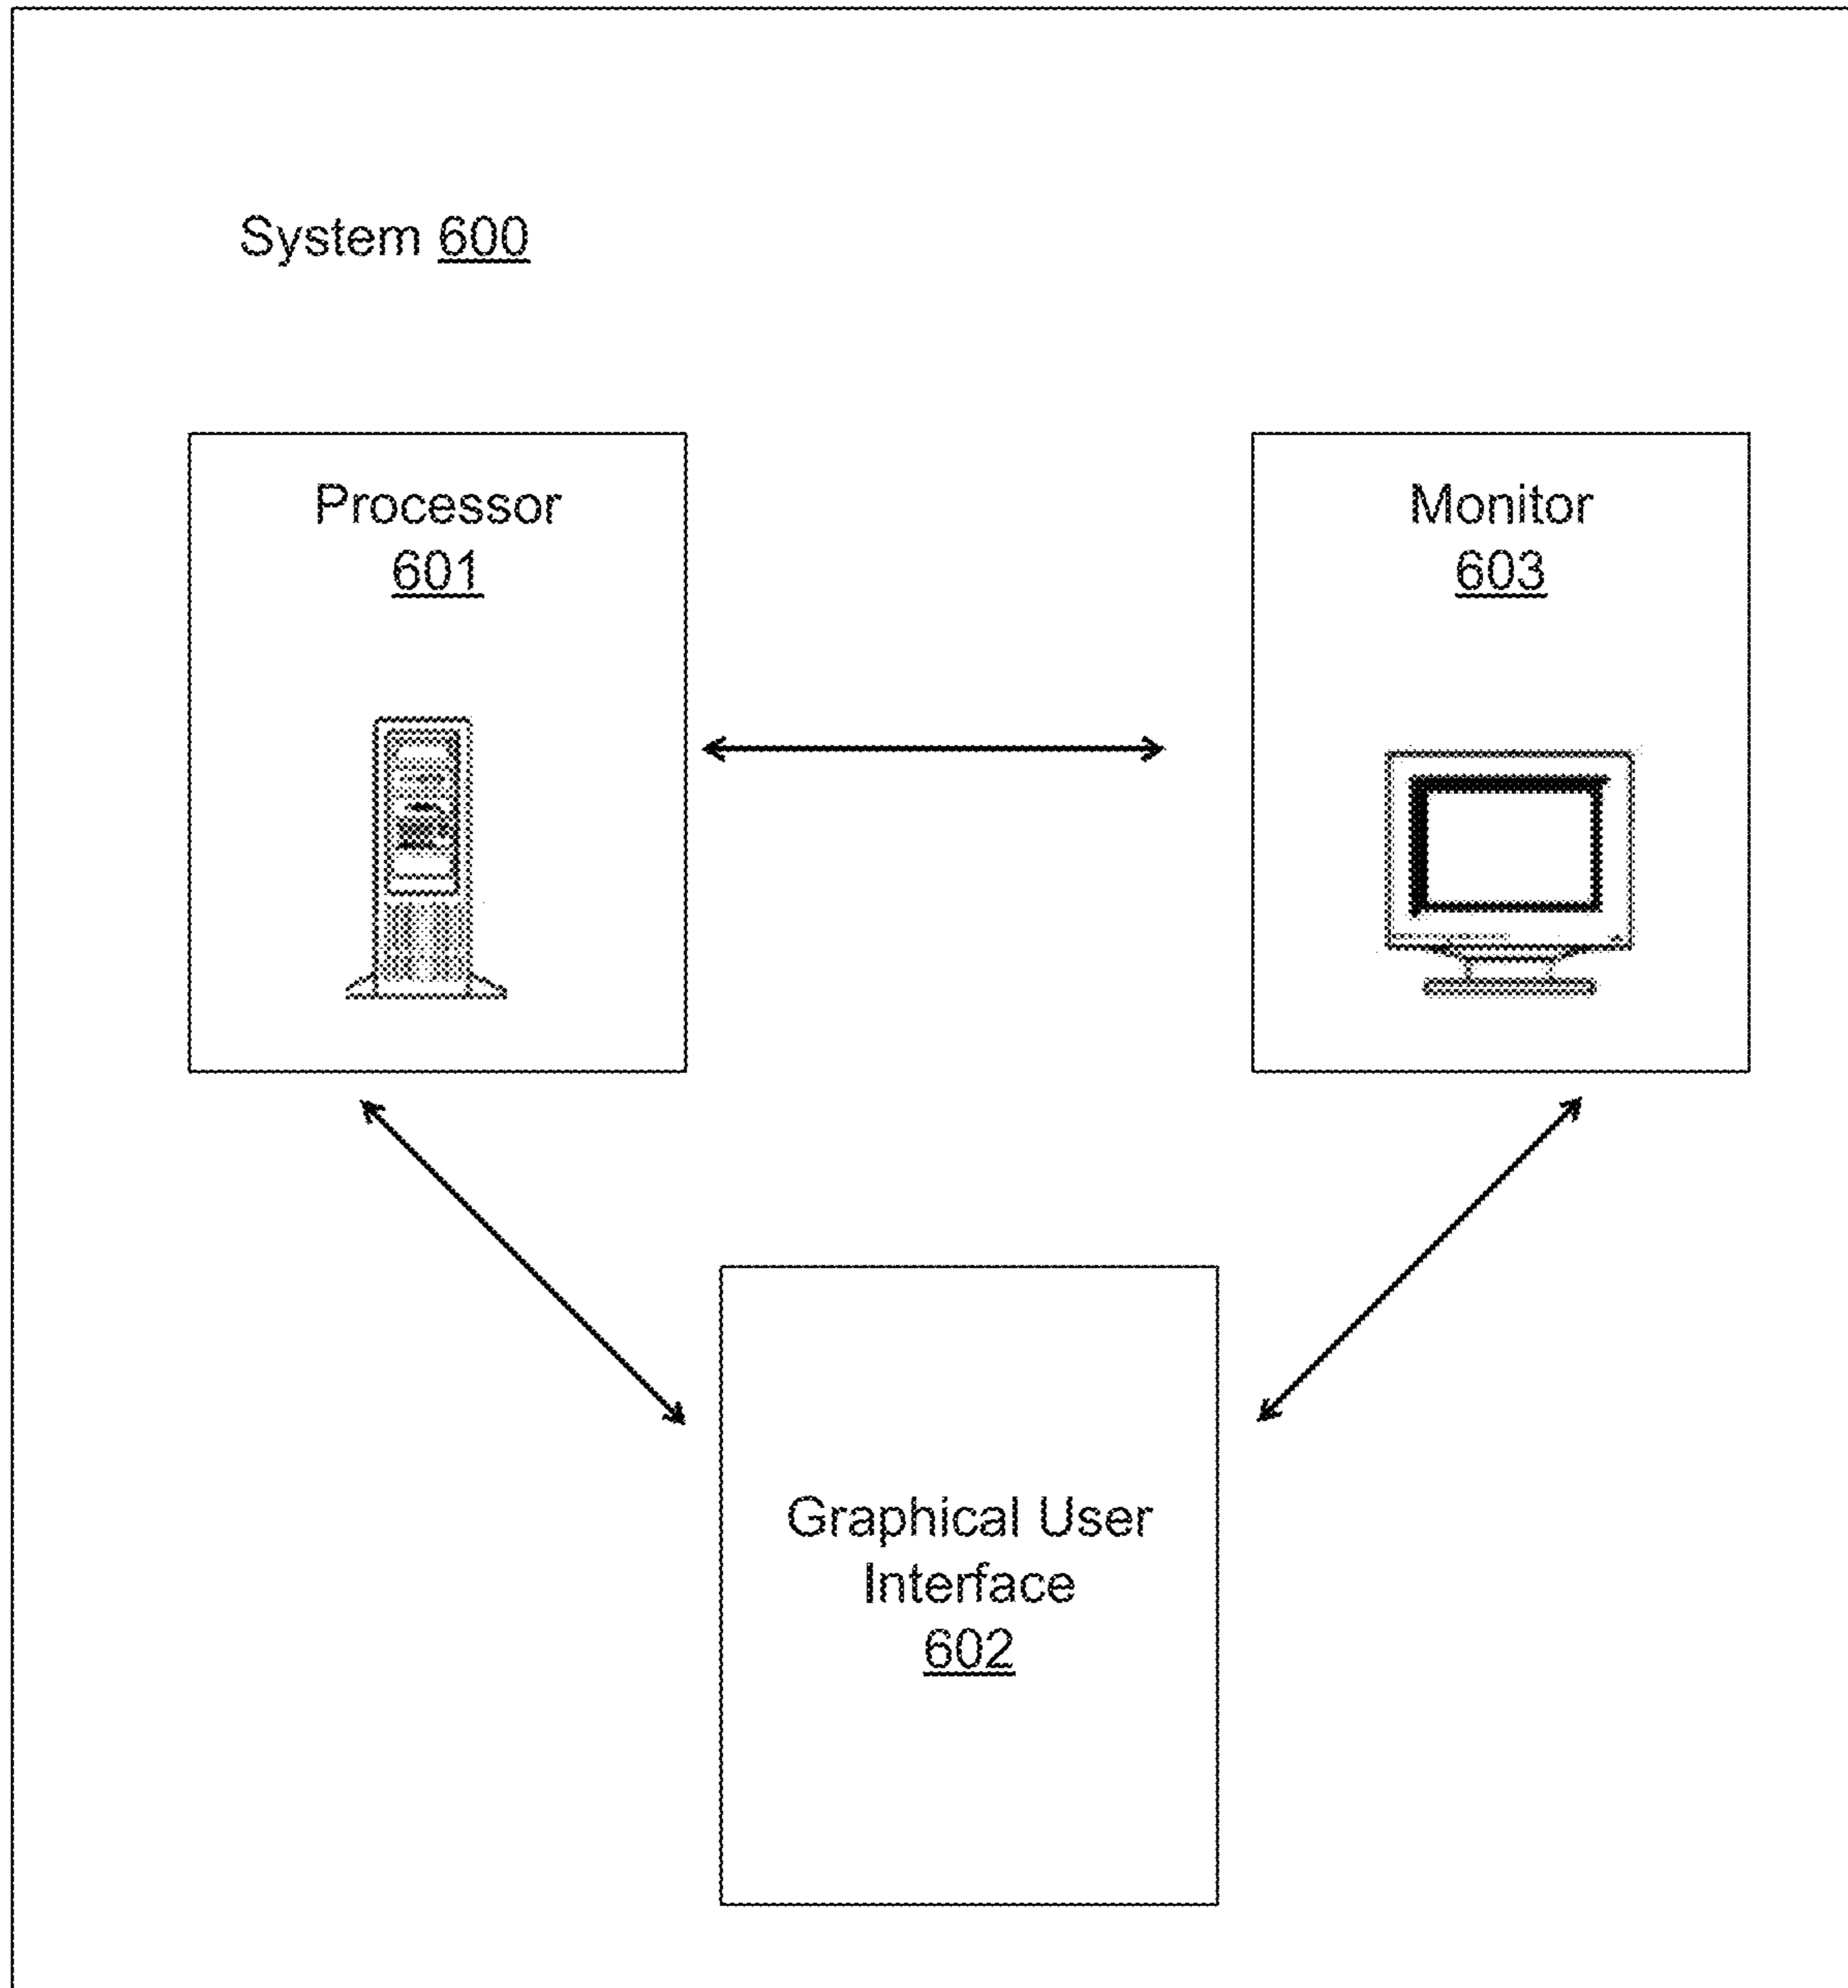 System 600
Processor
601
Monitor
603
Graphical User
Interface
602